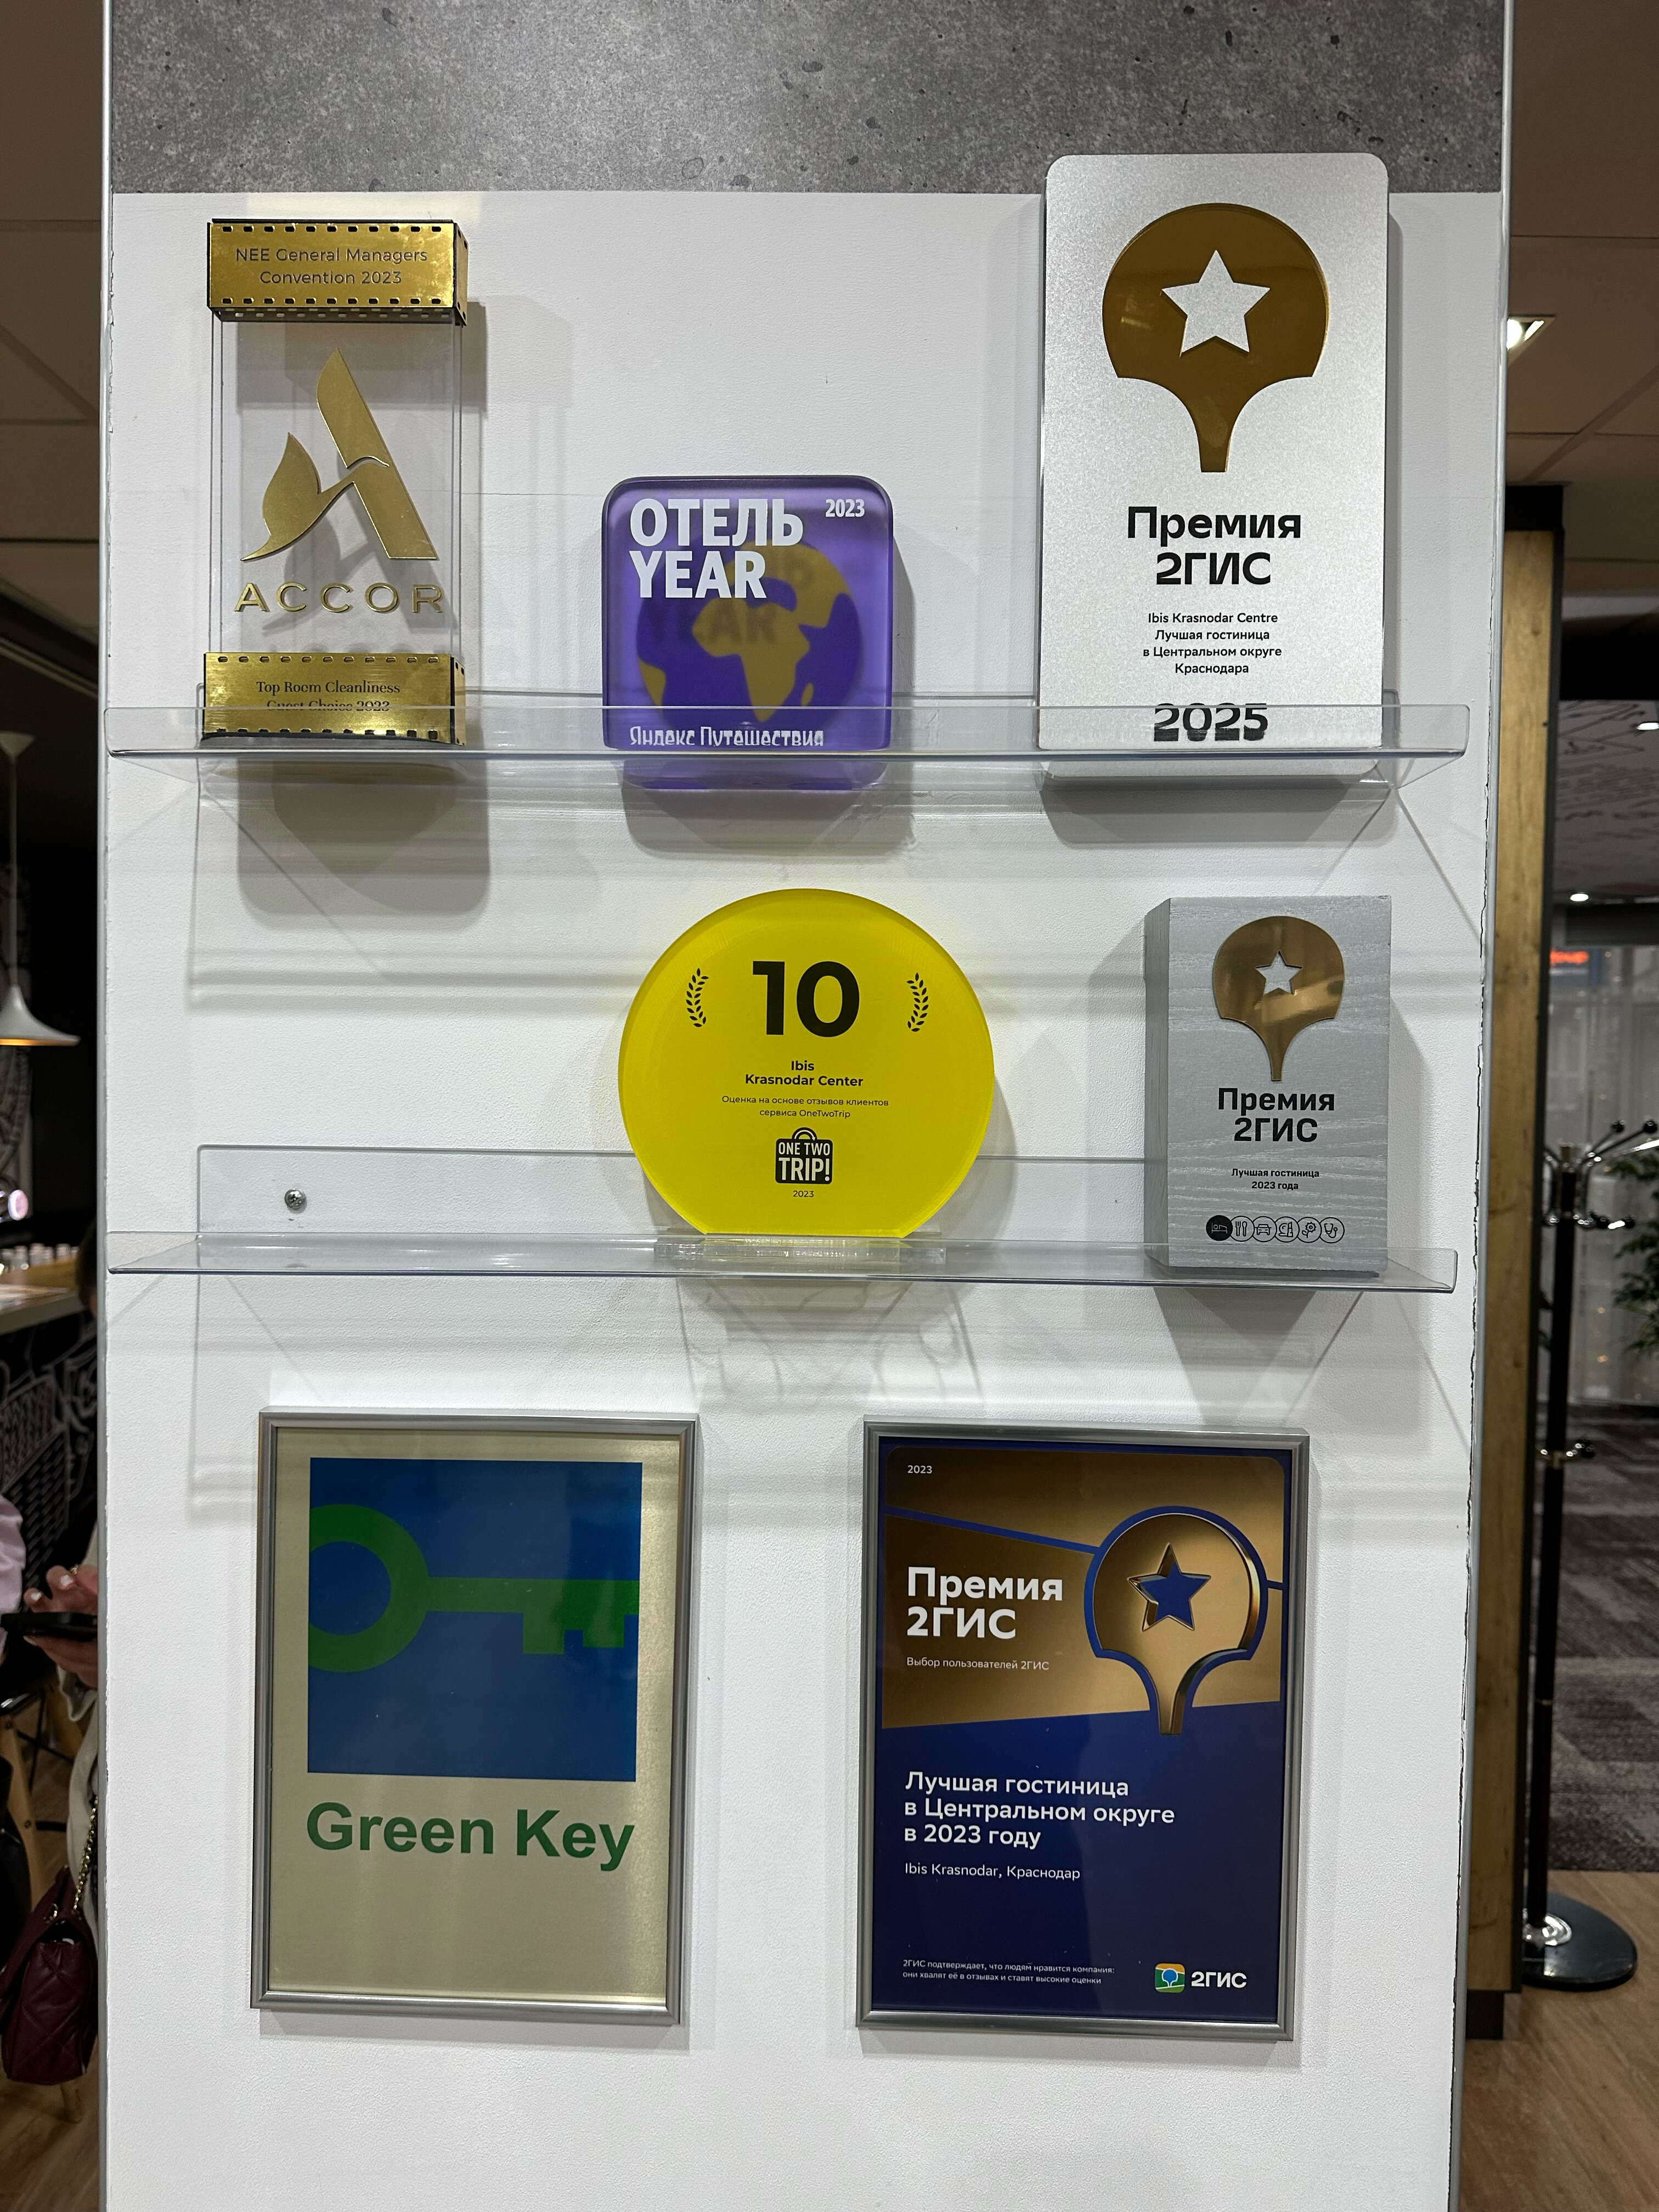 NEE General Managers
Convention 2023
ACCOR
Top Room Cleanliness
Guest Choice 2023
ОТЕЛЬ
2023
YEAR
Яндекс Путешествия
Премия
2ГИС
Ibis Krasnodar Centre
Лучшая гостиница
в Центральном округе
Краснодара
2025
10
Ibis
Krasnodar Center
Оценка на основе отзывов клиентов
сервиса OneTwoTrip
ONE TWO
TRIP!
2023
Премия
2ГИС
Лучшая гостиница
2023 года
Green Key
2023
Премия
2ГИС
Выбор пользователей 2ГИС
Лучшая гостиница
в Центральном округе
в 2023 году
Ibis Krasnodar, Краснодар
2ГИС подтверждает, что людям нравится компания:
они хвалят её в отзывах и ставят высокие оценки
2ГИС